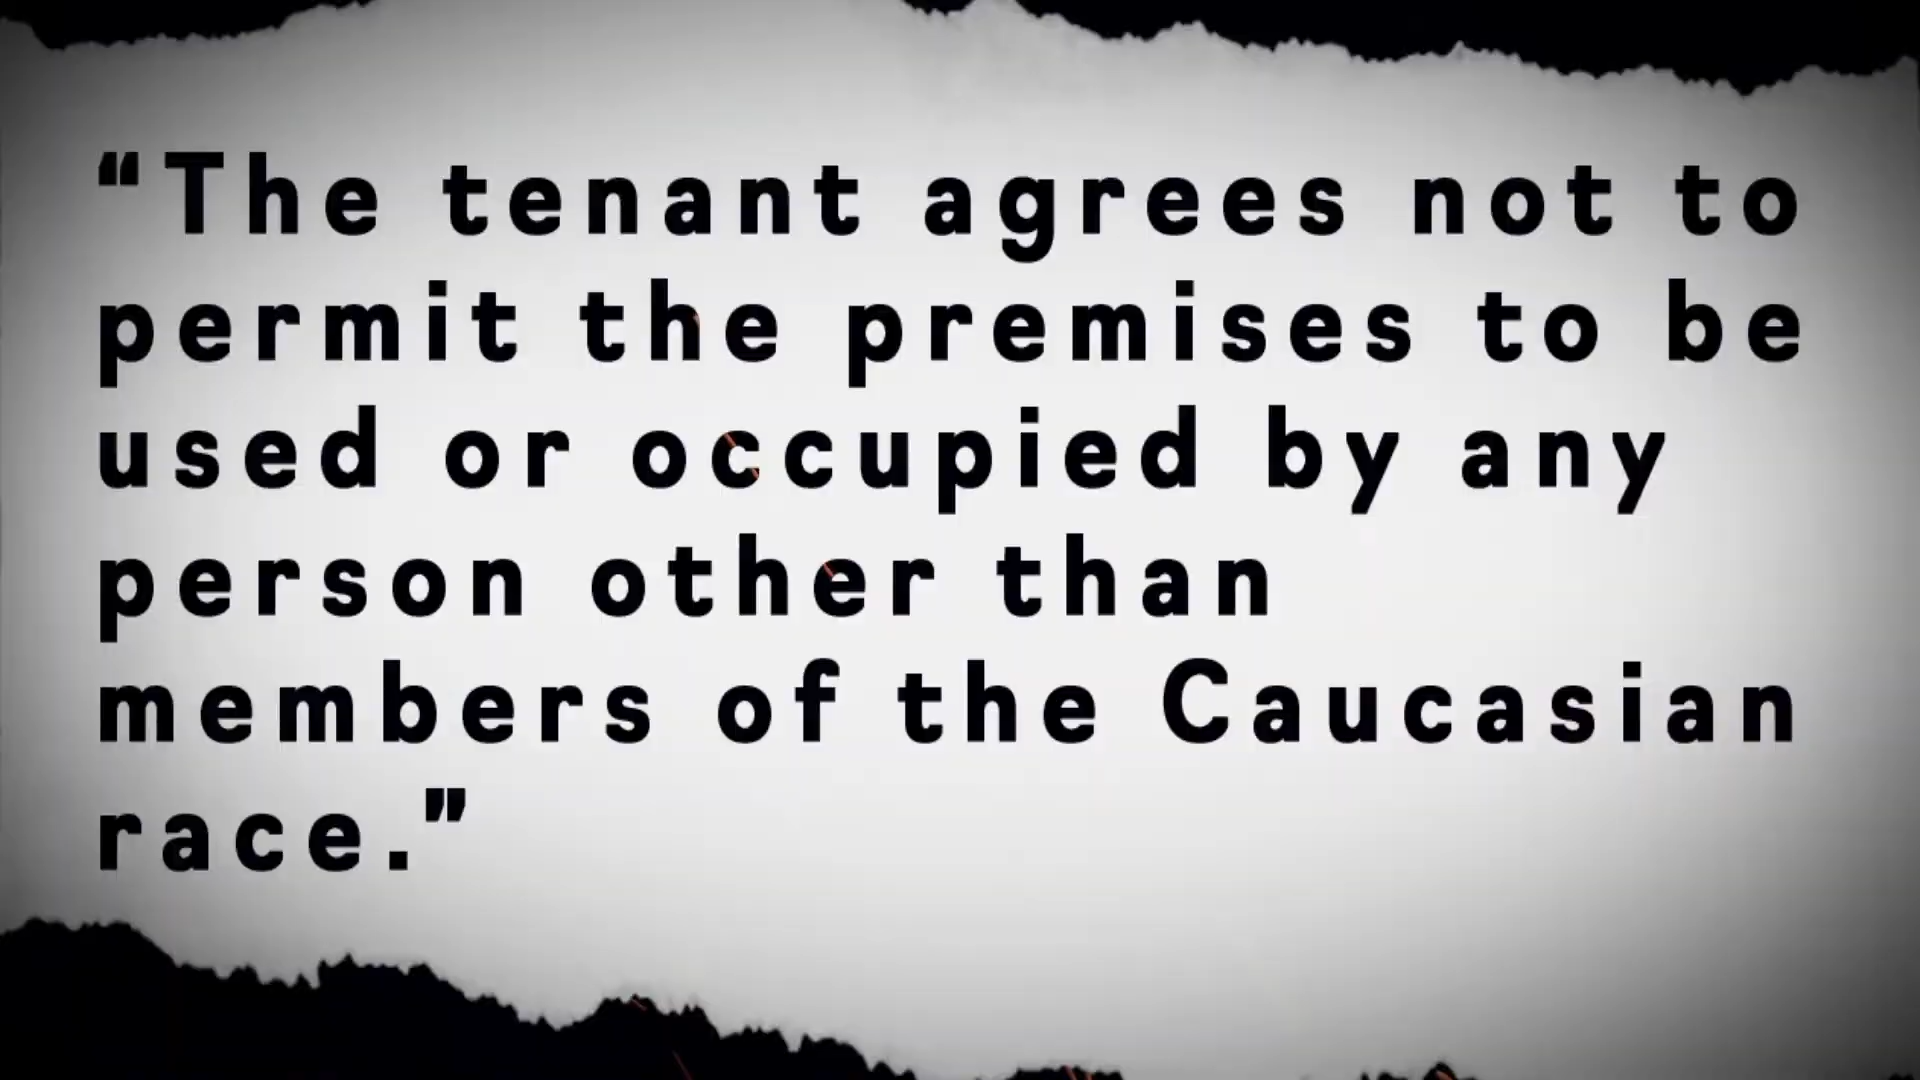 “The tenant agrees not to
permit the premises to be
used or occupied by any
person other than
members of the Caucasian
race.”